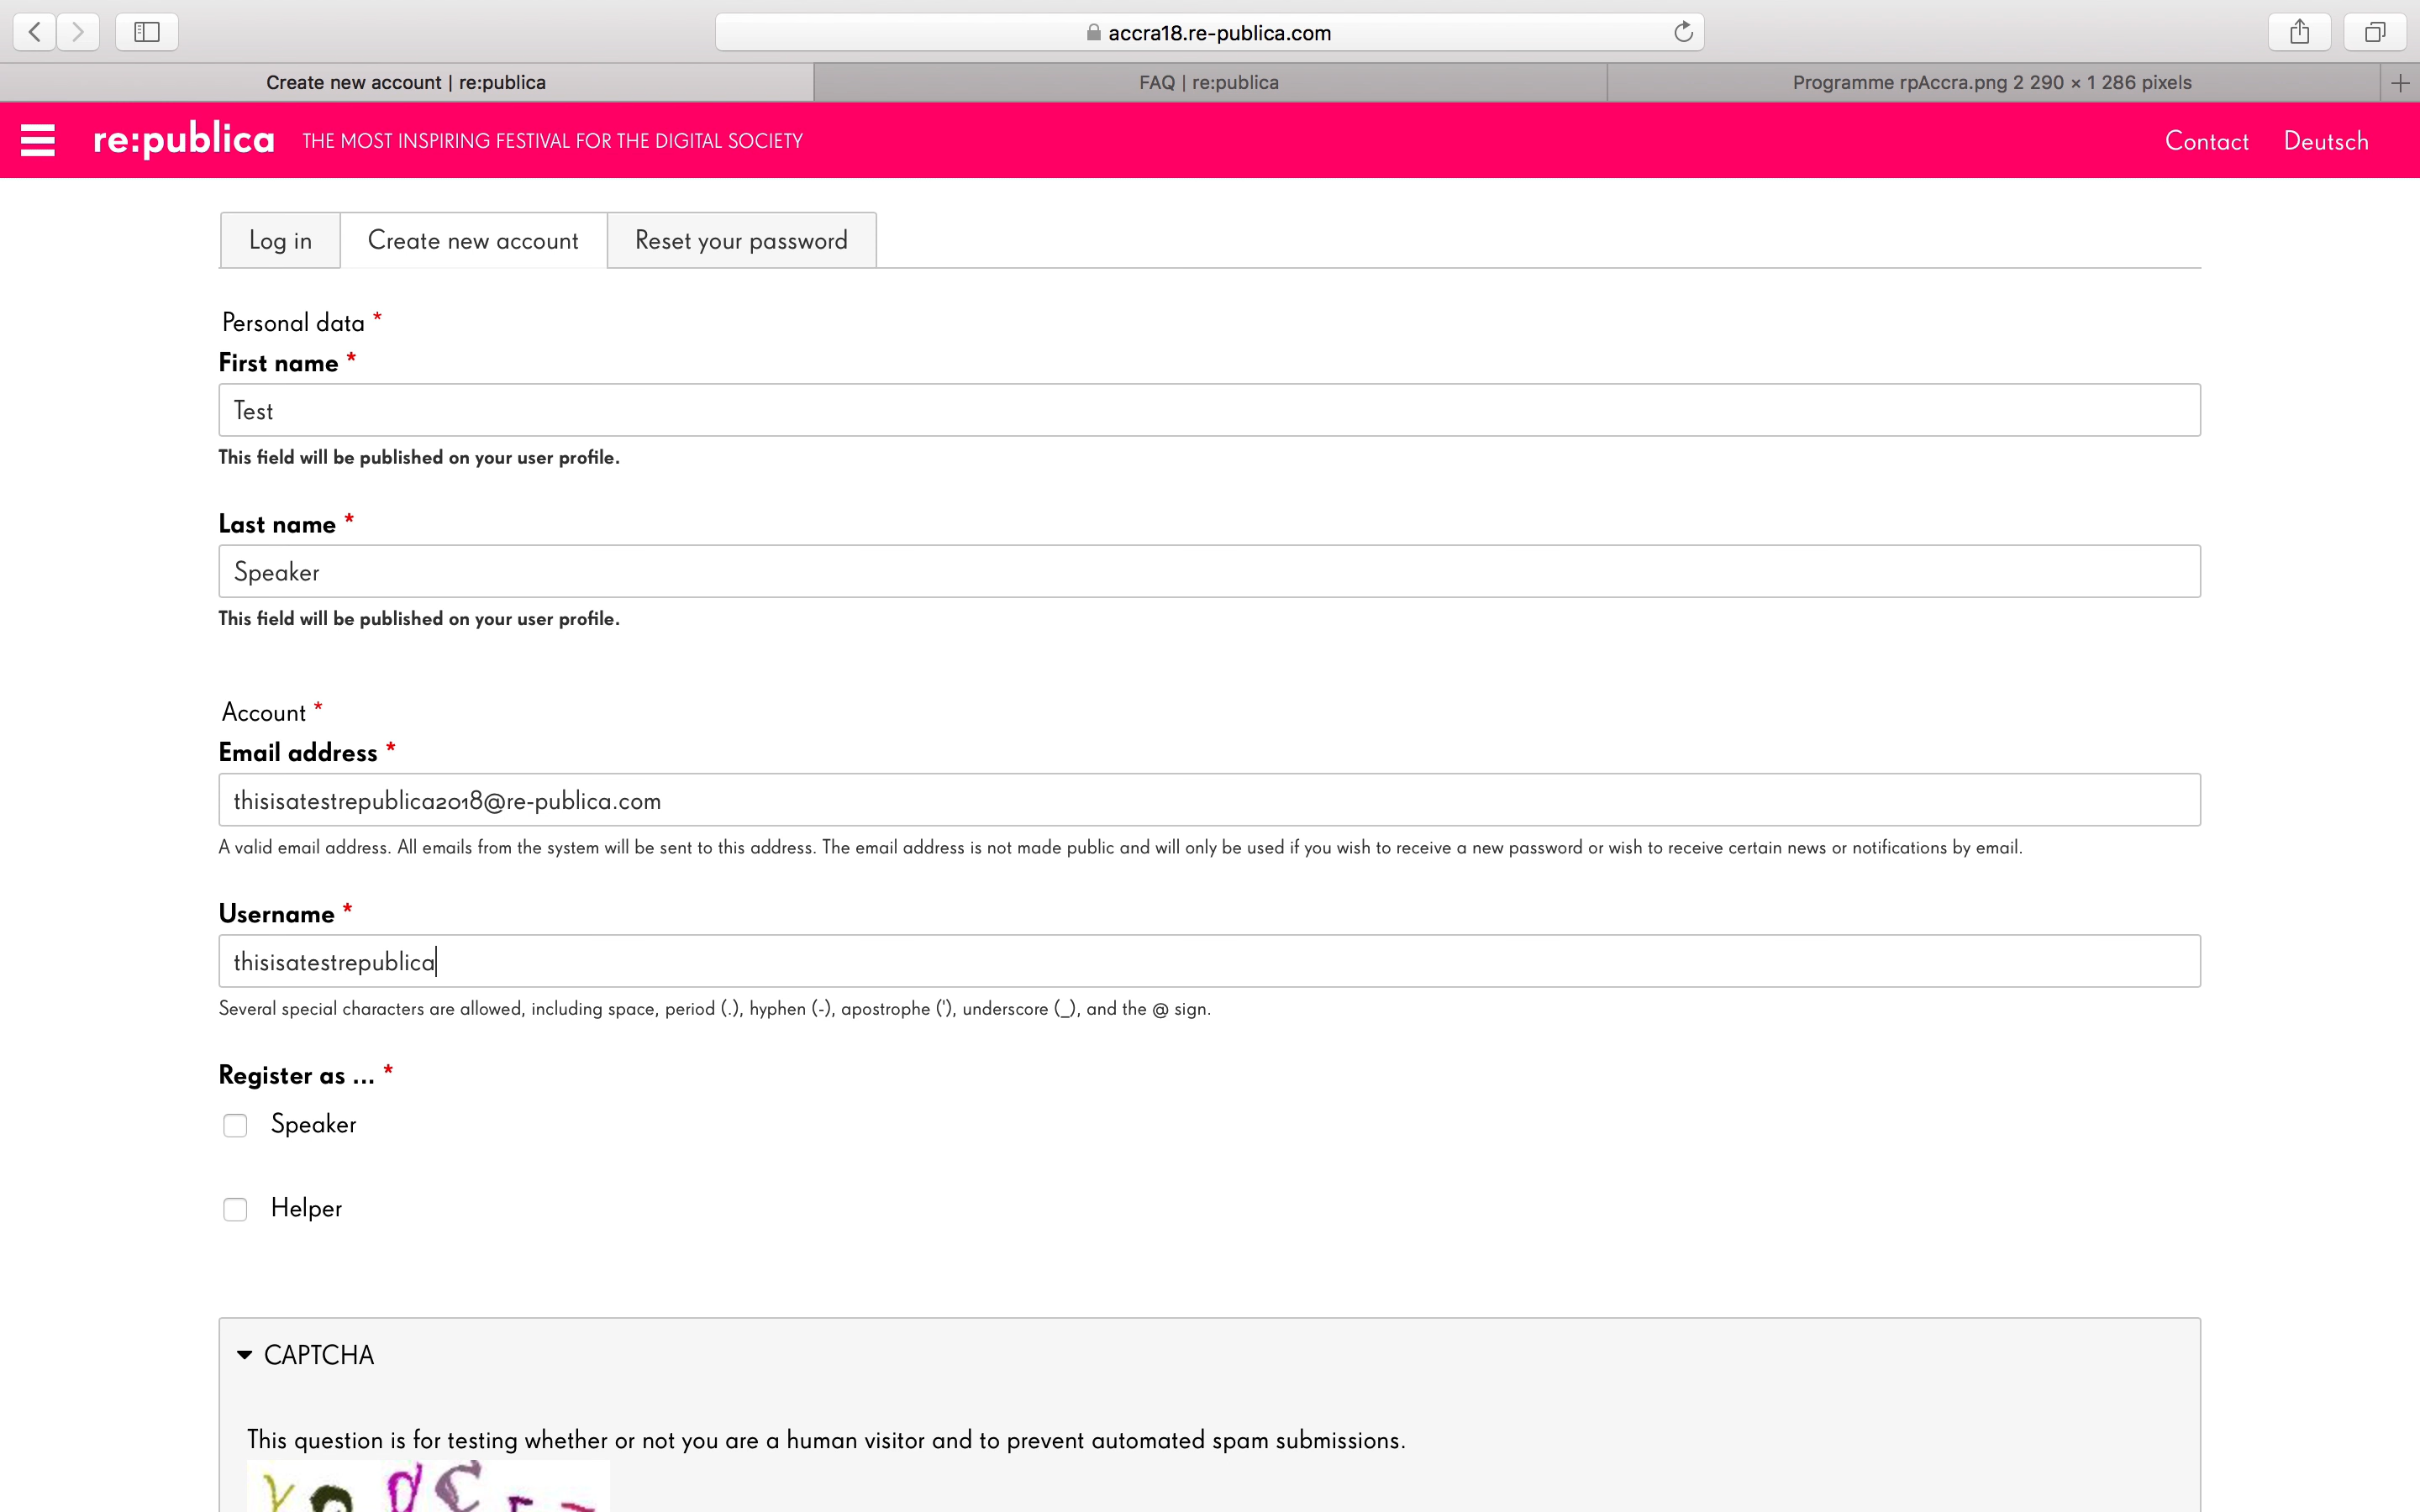 accra18.re-publica.com
Create new account | re:publica
FAQ | re:publica
Programme rpAccra.png 2 290 × 1 286 pixels
re:publica
THE MOST INSPIRING FESTIVAL FOR THE DIGITAL SOCIETY
Contact
Deutsch
Log in
Create new account
Reset your password
Personal data *
First name *
Test
This field will be published on your user profile.
Last name *
Speaker
This field will be published on your user profile.
Account *
Email address *
thisisatestrepublica2018@re-publica.com
A valid email address. All emails from the system will be sent to this address. The email address is not made public and will only be used if you wish to receive a new password or wish to receive certain news or notifications by email.
Username *
thisisatestrepublica
Several special characters are allowed, including space, period (.), hyphen (-), apostrophe ('), underscore (_), and the @ sign.
Register as ... *
Speaker
Helper
CAPTCHA
This question is for testing whether or not you are a human visitor and to prevent automated spam submissions.